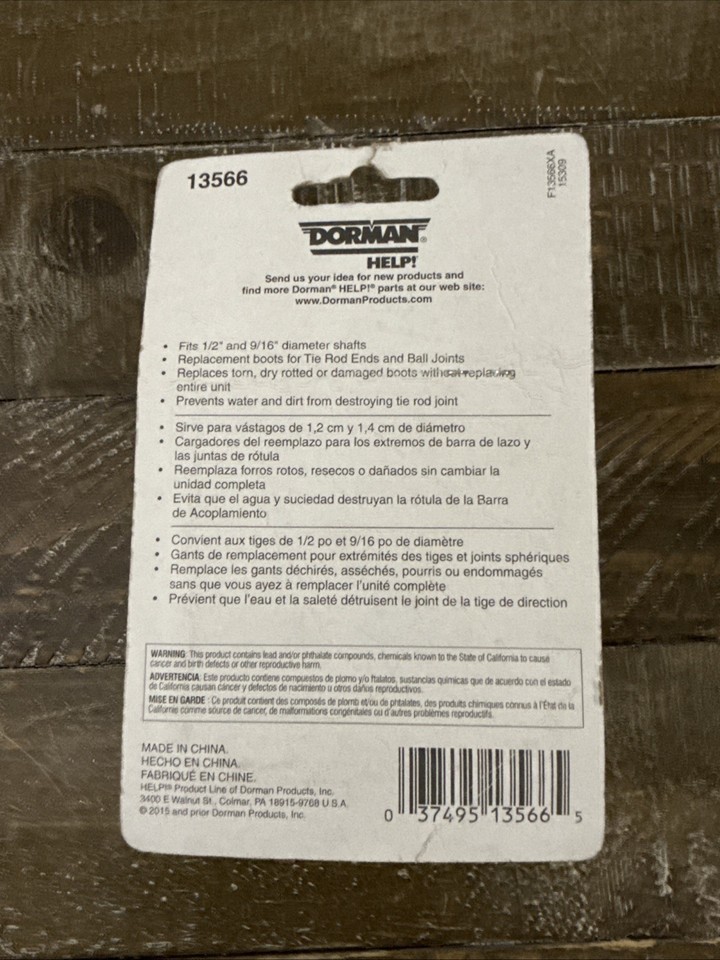 13566
F13566XA
15309
DORMAN®
HELP!®
Send us your idea for new products and
find more Dorman® HELP!® parts at our web site:
www.DormanProducts.com
• Fits 1/2" and 9/16" diameter shafts
• Replacement boots for Tie Rod Ends and Ball Joints
• Replaces torn, dry rotted or damaged boots without replacing
entire unit
• Prevents water and dirt from destroying tie rod joint
• Sirve para vástagos de 1,2 cm y 1,4 cm de diámetro
• Cargadores del reemplazo para los extremos de barra de lazo y
las juntas de rótula
• Reemplaza forros rotos, resecos o dañados sin cambiar la
unidad completa
• Evita que el agua y suciedad destruyan la rótula de la Barra
de Acoplamiento
• Convient aux tiges de 1/2 po et 9/16 po de diamètre
• Gants de remplacement pour extrémités des tiges et joints sphériques
• Remplace les gants déchirés, asséchés, pourris ou endommagés
sans que vous ayez à remplacer l'unité complète
• Prévient que l'eau et la saleté détruisent le joint de la tige de direction
WARNING: This product contains lead and/or phthalate compounds, chemicals known to the State of California to cause
cancer and birth defects or other reproductive harm.
ADVERTENCIA: Este producto contiene compuestos de plomo y/o ftalatos, sustancias químicas que de acuerdo con el estado
de California causan cáncer y defectos de nacimiento u otros daños reproductivos.
MISE EN GARDE : Ce produit contient des composés de plomb et/ou de phtalates, des produits chimiques connus à l'État de la
Californie comme source de cancer, de malformations congénitales ou d'autres problèmes reproductifs.
MADE IN CHINA.
HECHO EN CHINA.
FABRIQUÉ EN CHINE.
HELP!® Product Line of Dorman Products, Inc.
3400 E Walnut St., Colmar, PA 18915-9768 U.S.A.
© 2015 and prior Dorman Products, Inc.
0 37495 13566 5